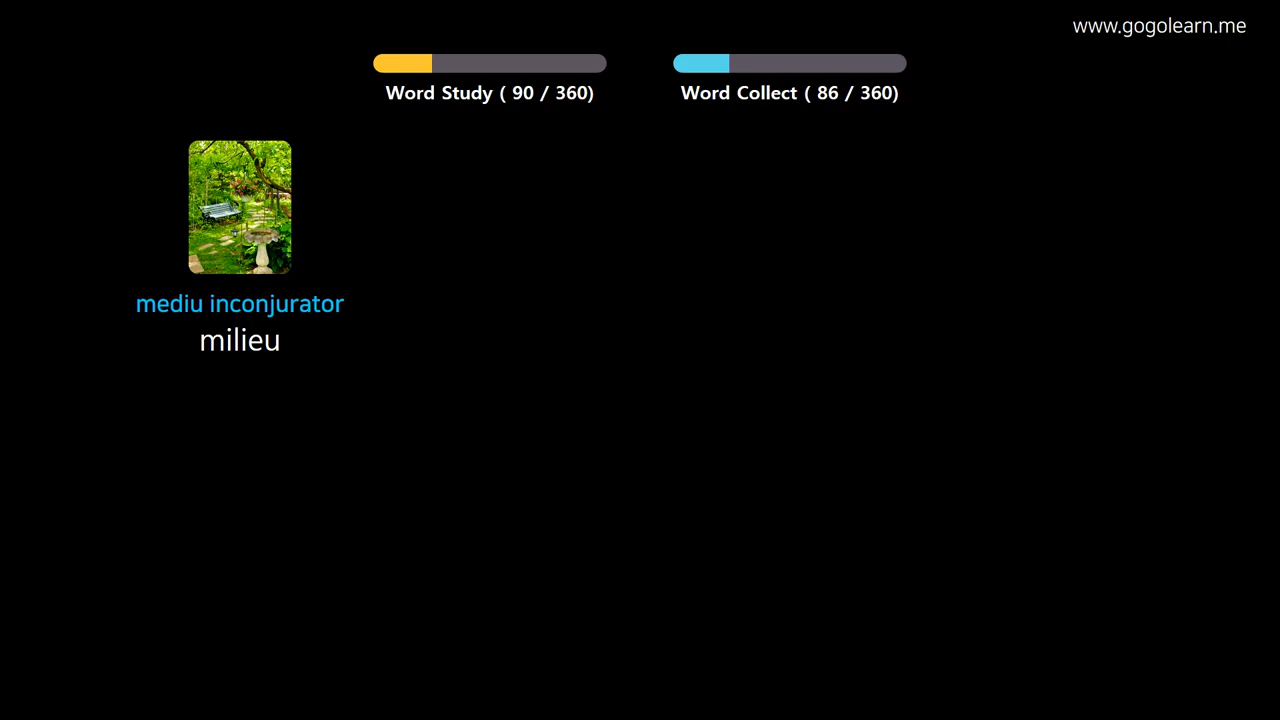 www.gogolearn.me
Word Study ( 90 / 360)
Word Collect ( 86 / 360)
mediu inconjurator
milieu